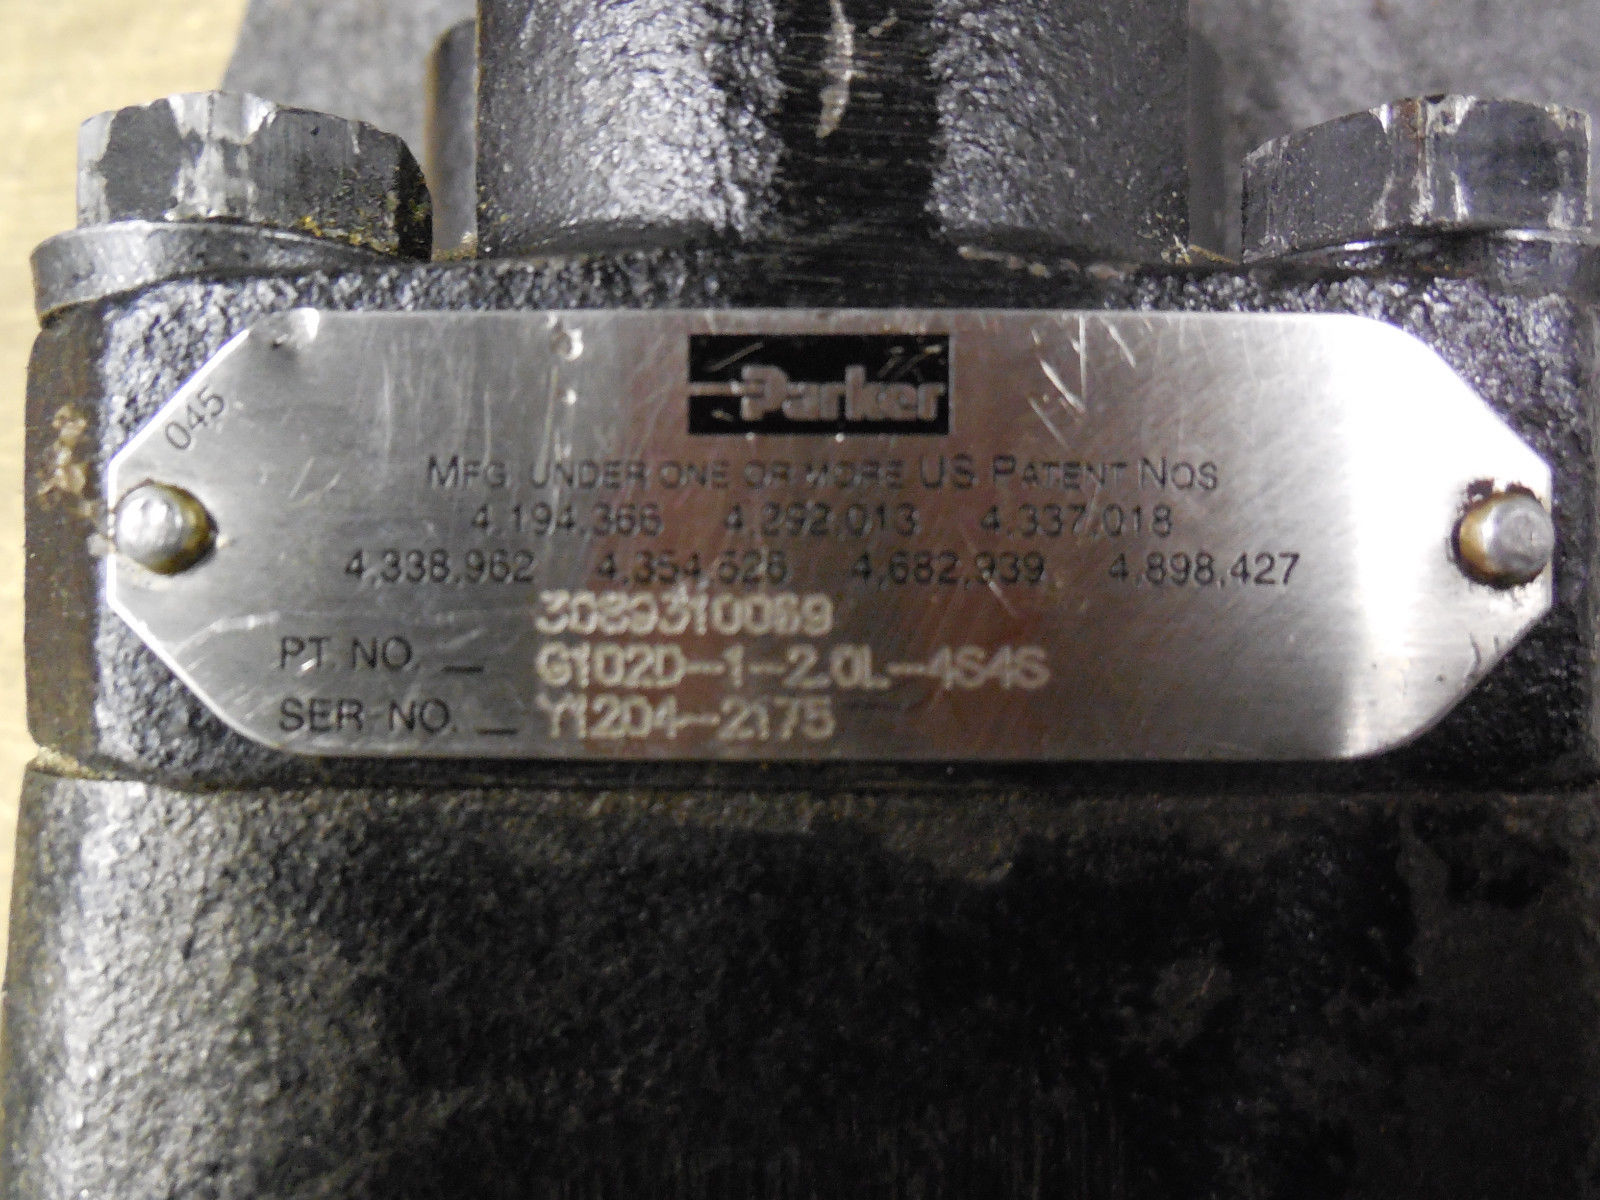 Parker
045
MFG. UNDER ONE OR MORE US PATENT NOS
4,194,366 4,292,013 4,337,018
4,338,962 4,354,526 4,682,939 4,898,427
3089310069
PT NO. _ G102D-1-2.0L-4S4S
SER NO. _ Y1204-2175